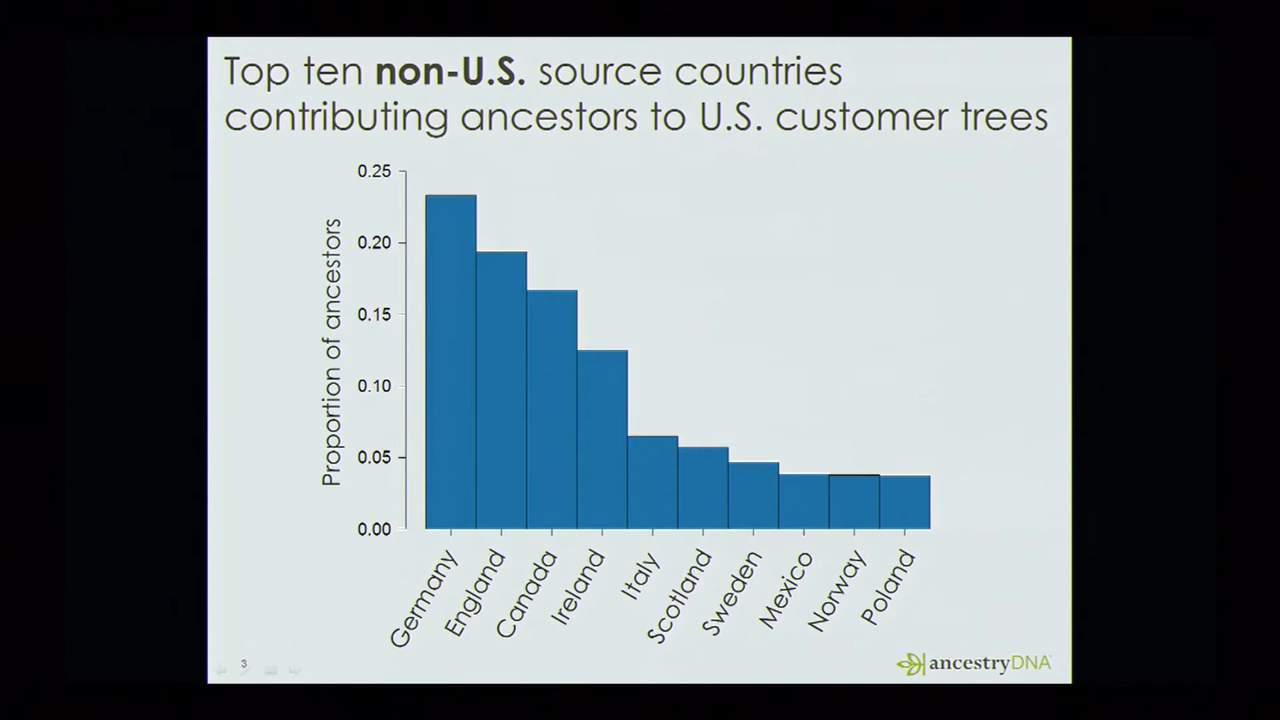 Top ten non-U.S. source countries
contributing ancestors to U.S. customer trees
Proportion of ancestors
0.25
0.20
0.15
0.10
0.05
0.00
Germany
England
Canada
Ireland
Italy
Scotland
Sweden
Mexico
Norway
Poland
3
ancestryDNA